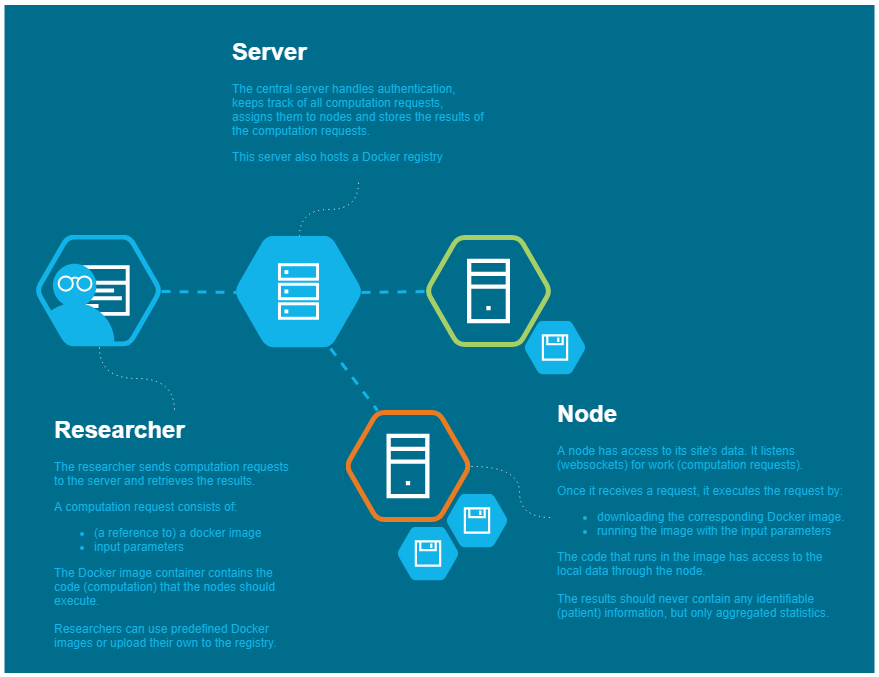 Server
The central server handles authentication,
keeps track of all computation requests,
assigns them to nodes and stores the results of
the computation requests.
This server also hosts a Docker registry
Researcher
The researcher sends computation requests
to the server and retrieves the results.
A computation request consists of:
• (a reference to) a docker image
• input parameters
The Docker image container contains the
code (computation) that the nodes should
execute.
Researchers can use predefined Docker
images or upload their own to the registry.
Node
A node has access to its site's data. It listens
(websockets) for work (computation requests).
Once it receives a request, it executes the request by:
• downloading the corresponding Docker image.
• running the image with the input parameters
The code that runs in the image has access to the
local data through the node.
The results should never contain any identifiable
(patient) information, but only aggregated statistics.